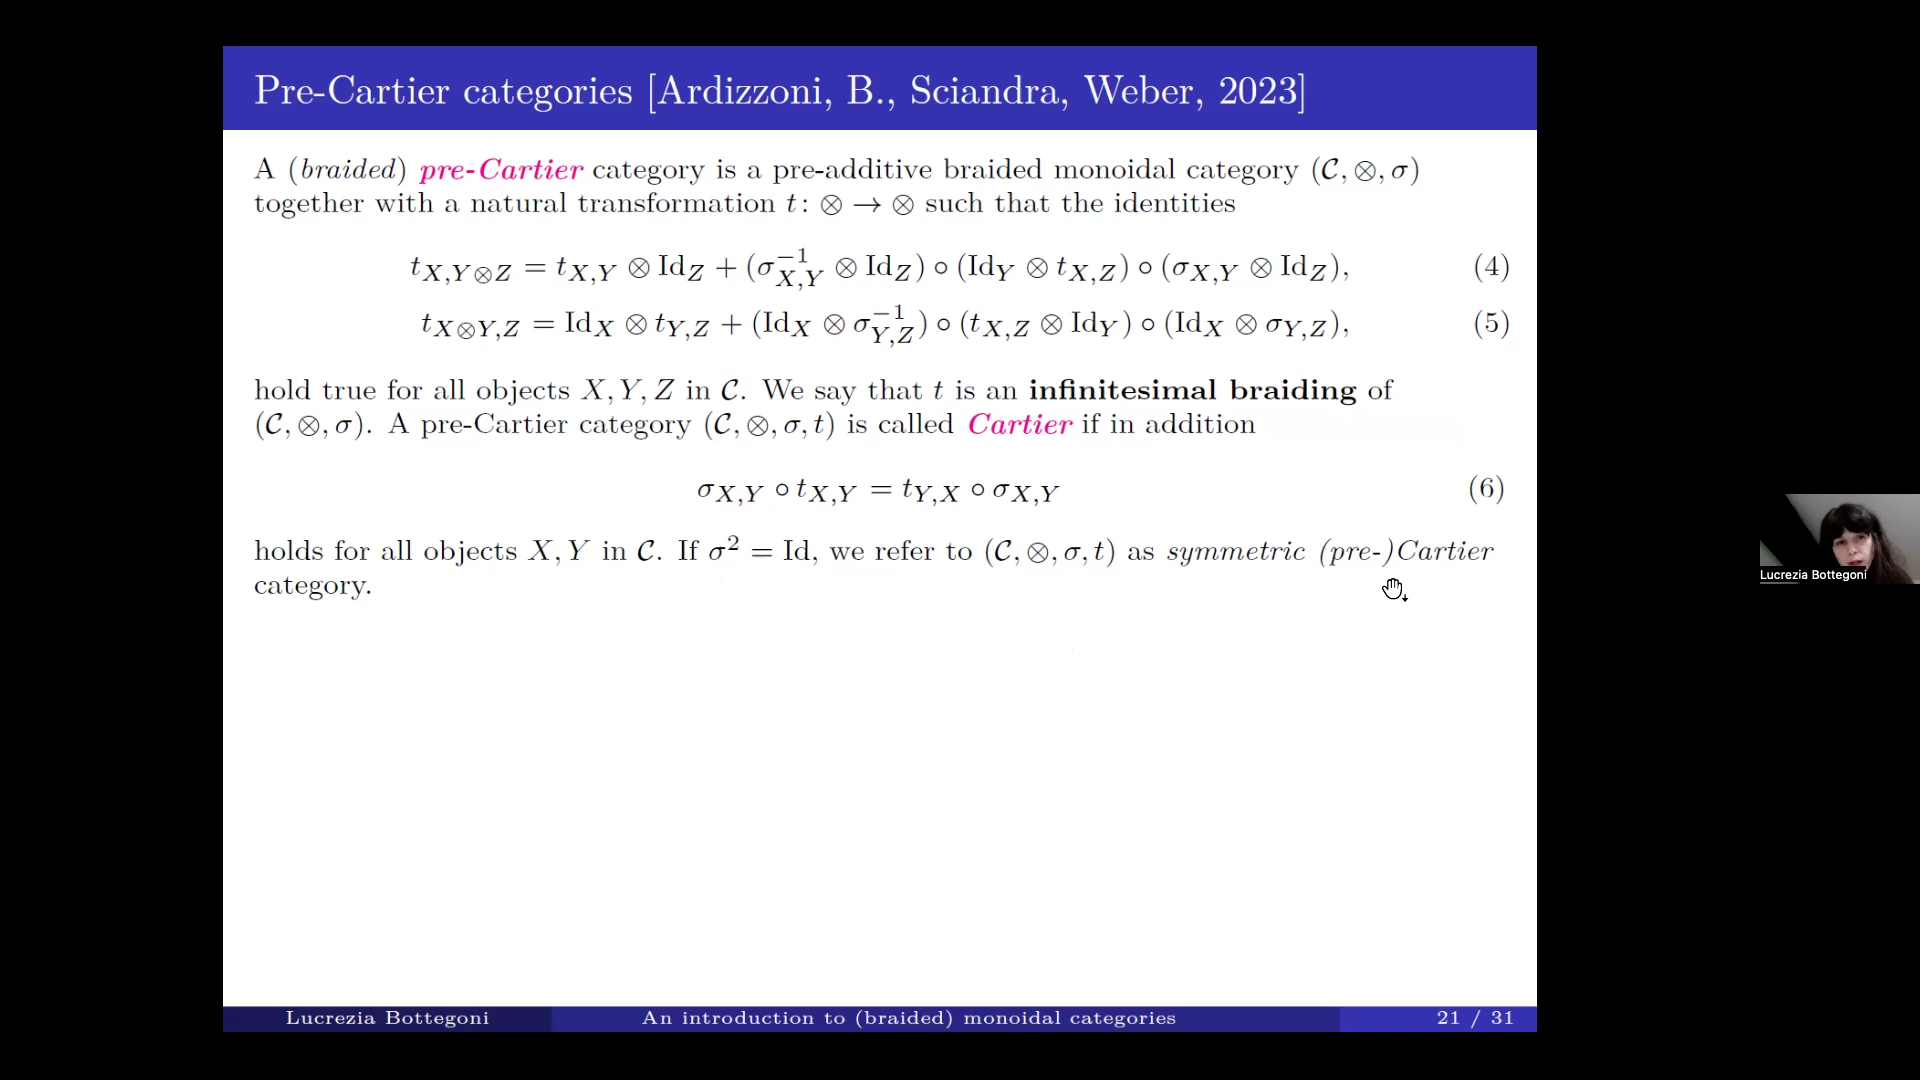 Pre-Cartier categories [Ardizzoni, B., Sciandra, Weber, 2023]
A (braided) pre-Cartier category is a pre-additive braided monoidal category (𝒞, ⊗, σ)
together with a natural transformation t: ⊗ → ⊗ such that the identities
t_{X,Y⊗Z} = t_{X,Y} ⊗ Id_Z + (σ^{-1}_{X,Y} ⊗ Id_Z) ∘ (Id_Y ⊗ t_{X,Z}) ∘ (σ_{X,Y} ⊗ Id_Z), (4)
t_{X⊗Y,Z} = Id_X ⊗ t_{Y,Z} + (Id_X ⊗ σ^{-1}_{Y,Z}) ∘ (t_{X,Z} ⊗ Id_Y) ∘ (Id_X ⊗ σ_{Y,Z}), (5)
hold true for all objects X, Y, Z in 𝒞. We say that t is an infinitesimal braiding of
(𝒞, ⊗, σ). A pre-Cartier category (𝒞, ⊗, σ, t) is called Cartier if in addition
σ_{X,Y} ∘ t_{X,Y} = t_{Y,X} ∘ σ_{X,Y} (6)
holds for all objects X, Y in 𝒞. If σ² = Id, we refer to (𝒞, ⊗, σ, t) as symmetric (pre-)Cartier
category.
Lucrezia Bottegoni
Lucrezia Bottegoni An introduction to (braided) monoidal categories 21 / 31